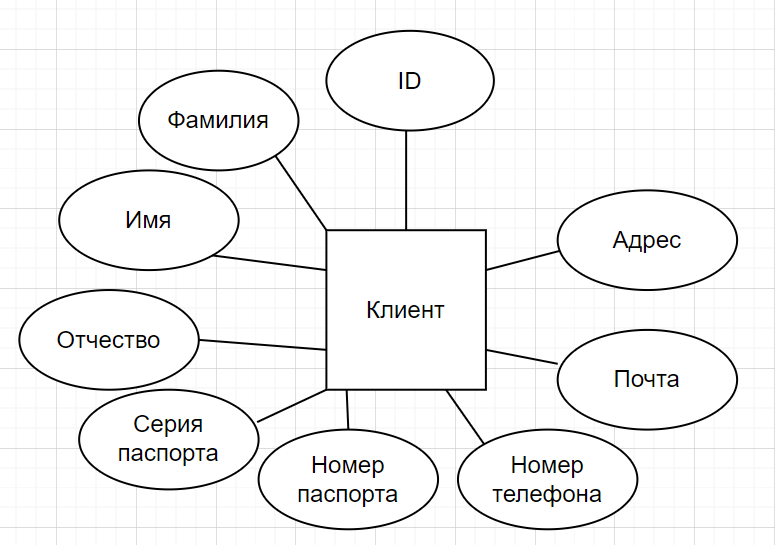 ID
Фамилия
Имя
Адрес
Клиент
Отчество
Почта
Серия
паспорта
Номер
паспорта
Номер
телефона